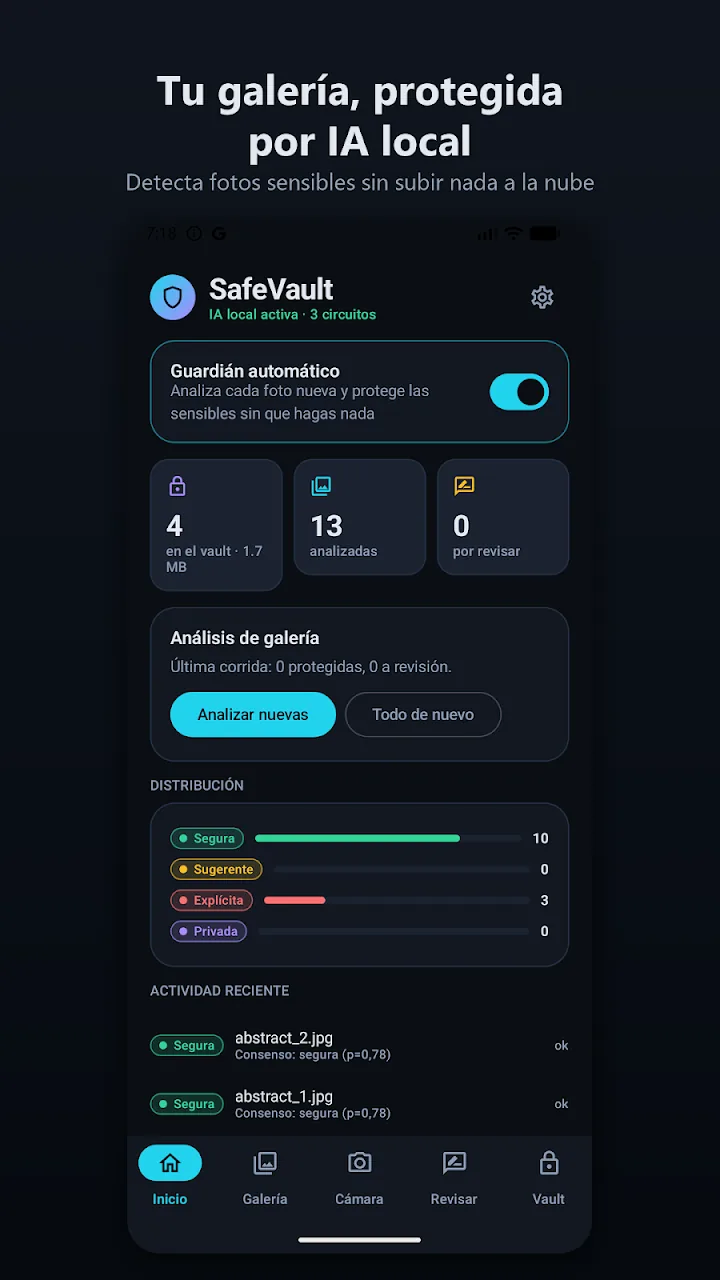 Tu galería, protegida
por IA local
Detecta fotos sensibles sin subir nada a la nube
7:18
SafeVault
IA local activa · 3 circuitos
Guardián automático
Analiza cada foto nueva y protege las
sensibles sin que hagas nada
4
en el vault · 1.7
MB
13
analizadas
0
por revisar
Análisis de galería
Última corrida: 0 protegidas, 0 a revisión.
Analizar nuevas
Todo de nuevo
DISTRIBUCIÓN
Segura 10
Sugerente 0
Explícita 3
Privada 0
ACTIVIDAD RECIENTE
Segura
abstract_2.jpg
Consenso: segura (p=0,78)
ok
Segura
abstract_1.jpg
Consenso: segura (p=0,78)
ok
Inicio
Galería
Cámara
Revisar
Vault